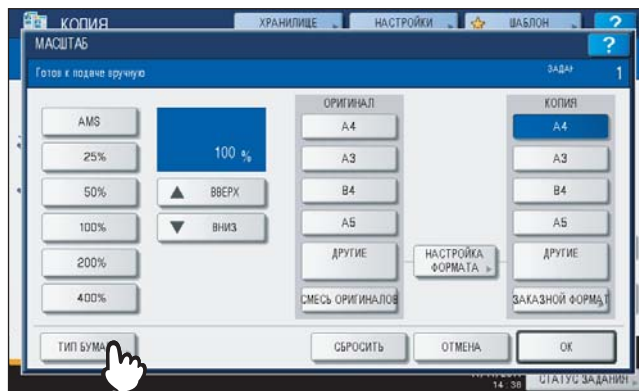 КОПИЯ ХРАНИЛИЩЕ НАСТРОЙКИ ШАБЛОН ?
МАСШТАБ ?
Готов к подаче вручную 1
ОРИГИНАЛ КОПИЯ
AMS 100 % A4 A4
25% A3 A3
50% ВВЕРХ B4 B4
100% ВНИЗ A5 A5
200% ДРУГИЕ НАСТРОЙКА ФОРМАТА ДРУГИЕ
400% СМЕСЬ ОРИГИНАЛОВ ЗАКАЗНОЙ ФОРМАТ
ТИП СБРОСИТЬ ОТМЕНА OK
14:38 СТАТУС ЗАДАНИЙ